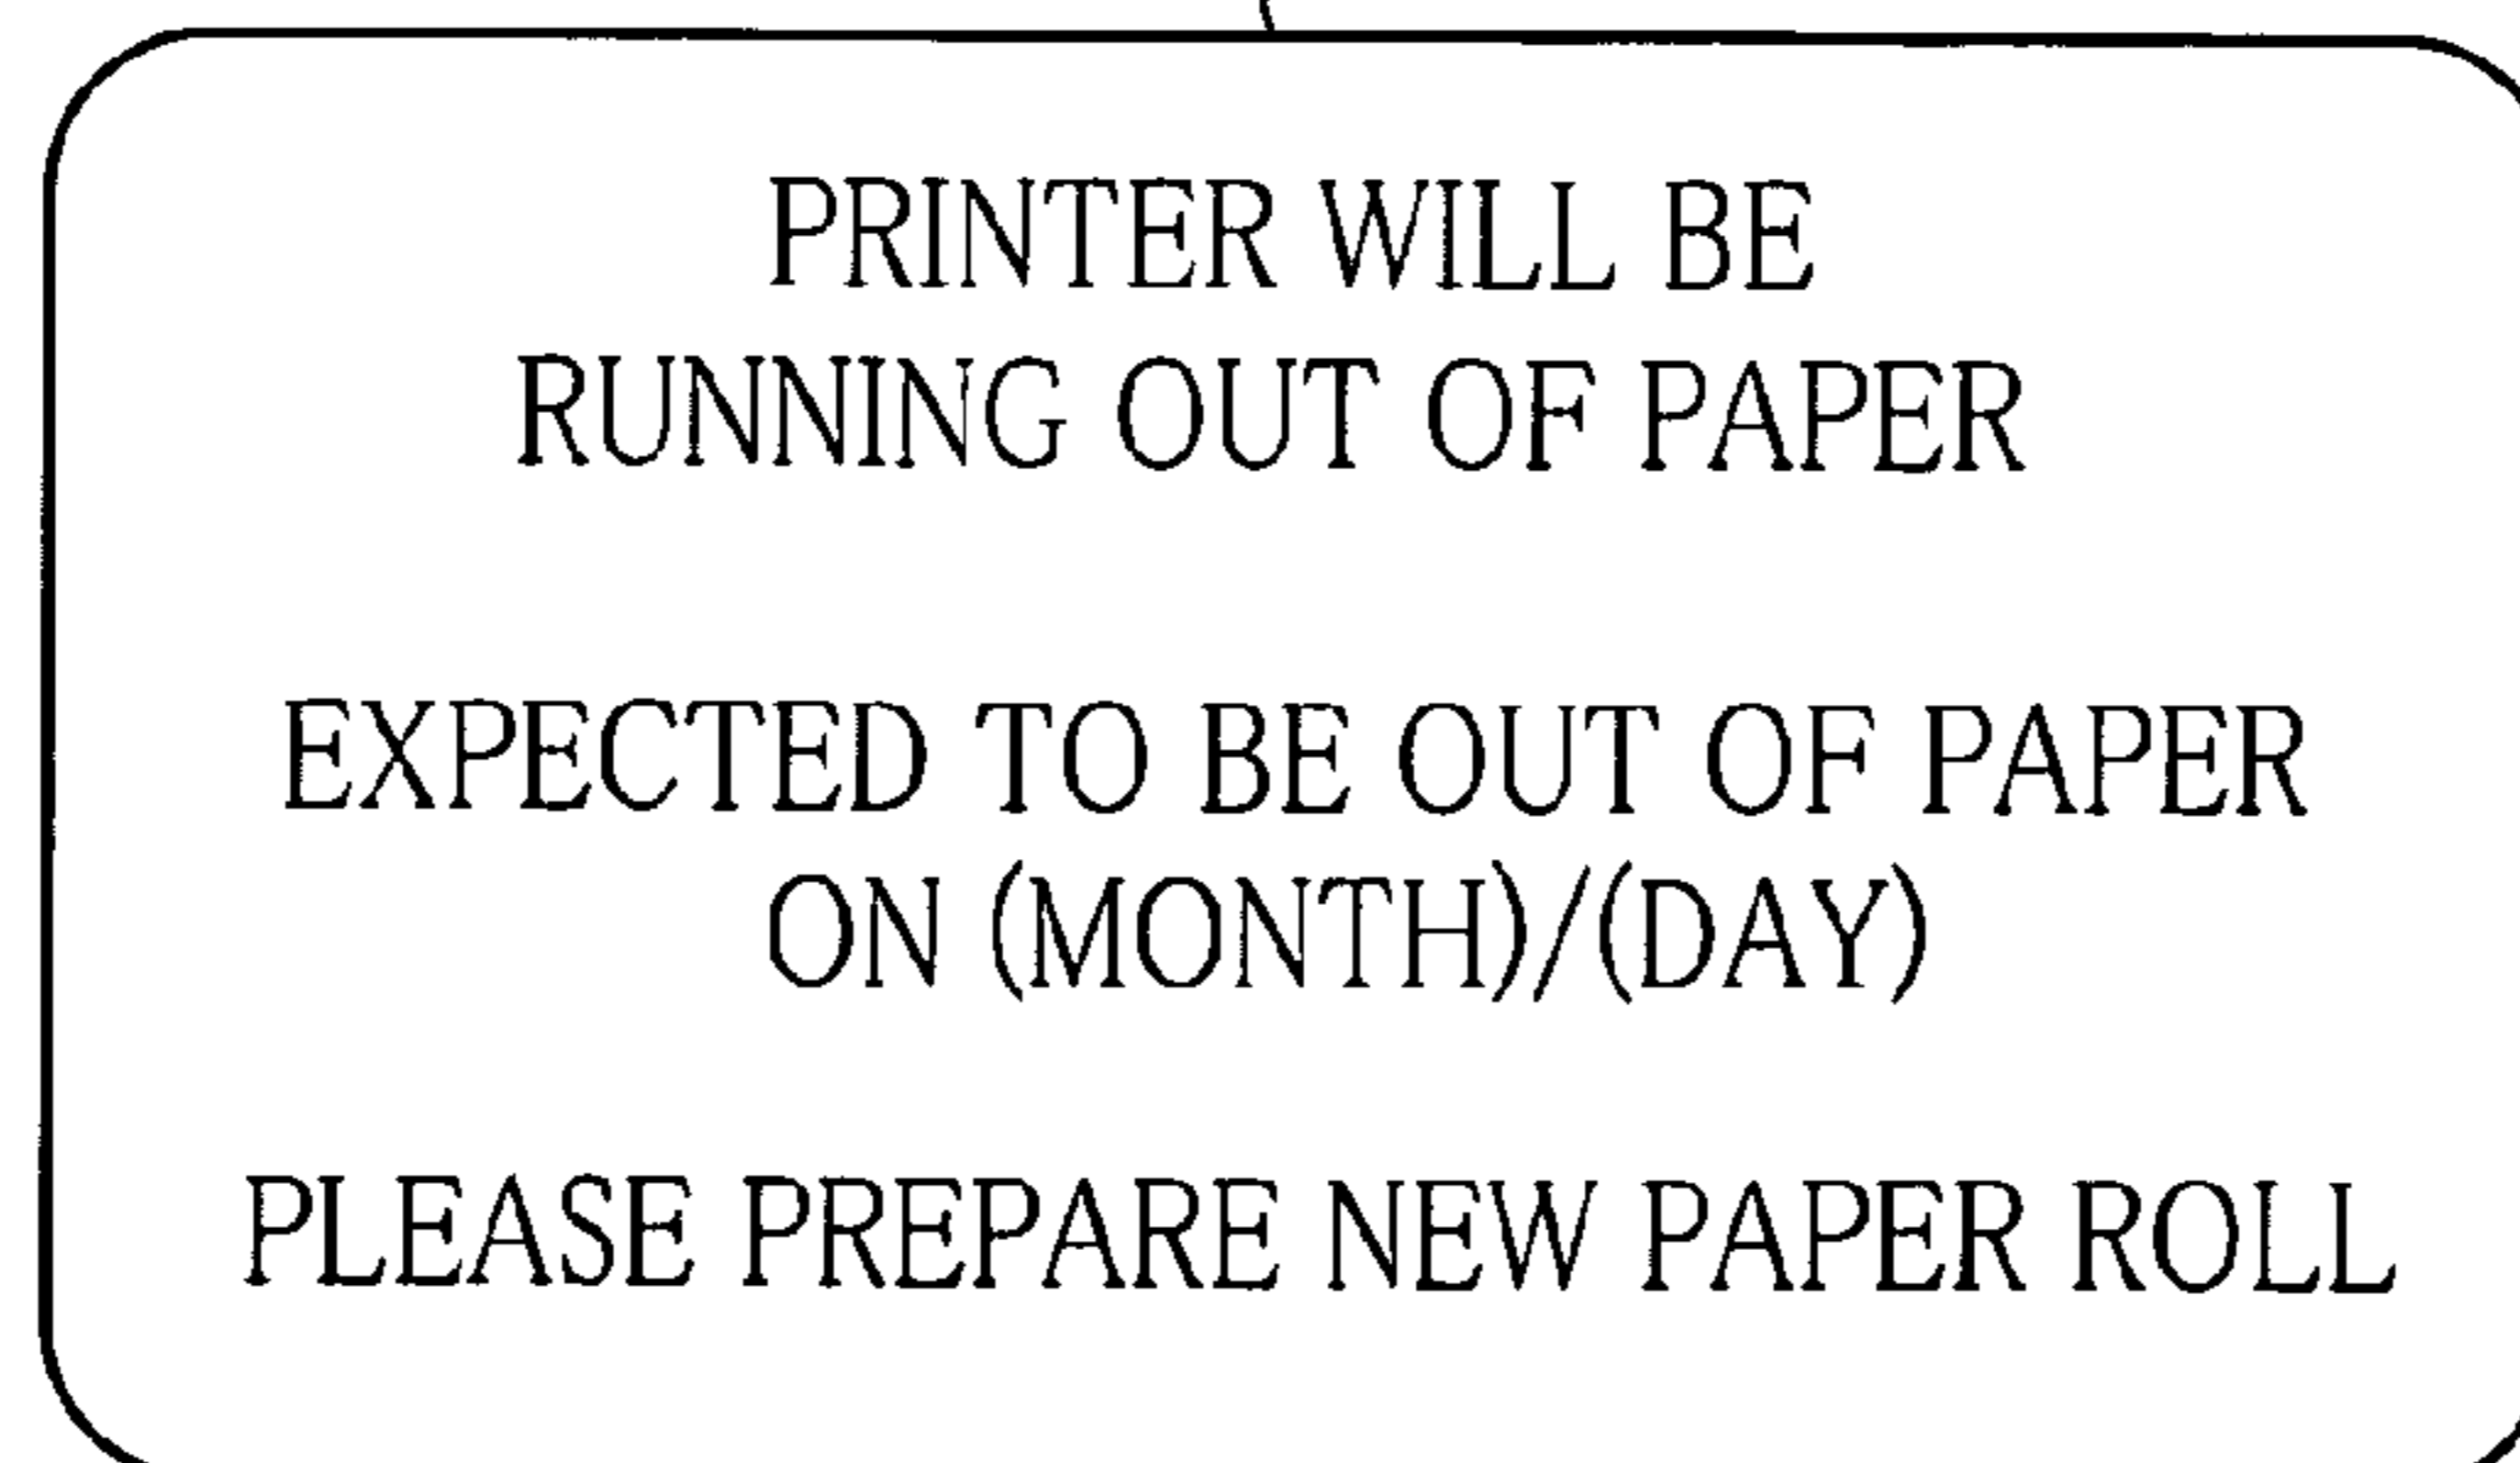 PRINTER WILL BE
RUNNING OUT OF PAPER
EXPECTED TO BE OUT OF PAPER
ON (MONTH)/(DAY)
PLEASE PREPARE NEW PAPER ROLL